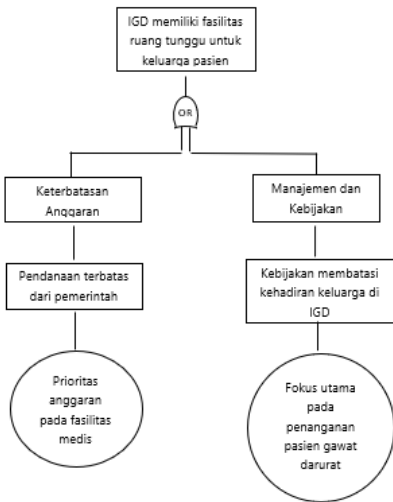 IGD memiliki fasilitas
ruang tunggu untuk
keluarga pasien
OR
Keterbatasan
Anggaran
Manajemen dan
Kebijakan
Pendanaan terbatas
dari pemerintah
Kebijakan membatasi
kehadiran keluarga di
IGD
Prioritas
anggaran
pada fasilitas
medis
Fokus utama
pada
penanganan
pasien gawat
darurat